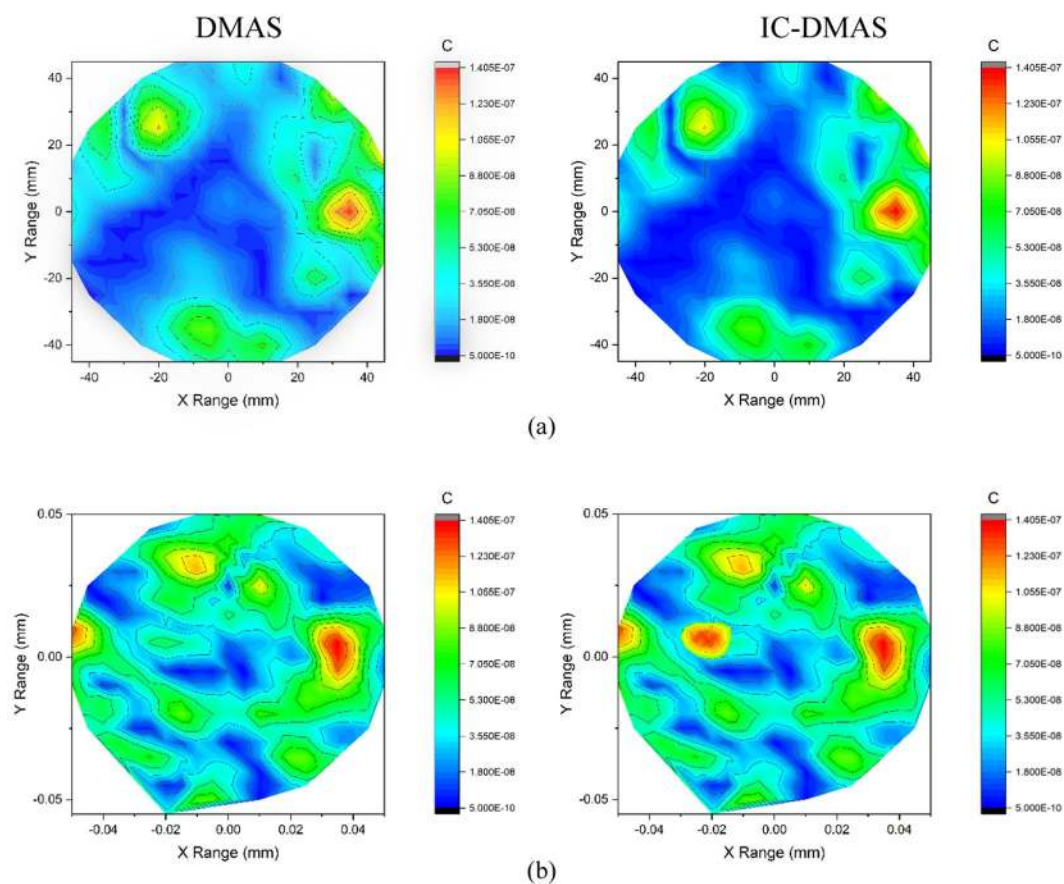 DMAS
IC-DMAS
C
1.405E-07
1.230E-07
1.055E-07
8.800E-08
7.050E-08
5.300E-08
3.550E-08
1.800E-08
5.000E-10
Y Range (mm)
40
20
0
-20
-40
-40
-20
0
20
40
X Range (mm)
C
1.405E-07
1.230E-07
1.055E-07
8.800E-08
7.050E-08
5.300E-08
3.550E-08
1.800E-08
5.000E-10
Y Range (mm)
40
20
0
-20
-40
-40
-20
0
20
40
X Range (mm)
(a)
C
1.405E-07
1.230E-07
1.055E-07
8.800E-08
7.050E-08
5.300E-08
3.550E-08
1.800E-08
5.000E-10
Y Range (mm)
0.05
0.00
-0.05
-0.04
-0.02
0.00
0.02
0.04
X Range (mm)
C
1.405E-07
1.230E-07
1.055E-07
8.800E-08
7.050E-08
5.300E-08
3.550E-08
1.800E-08
5.000E-10
Y Range (mm)
0.05
0.00
-0.05
-0.04
-0.02
0.00
0.02
0.04
X Range (mm)
(b)